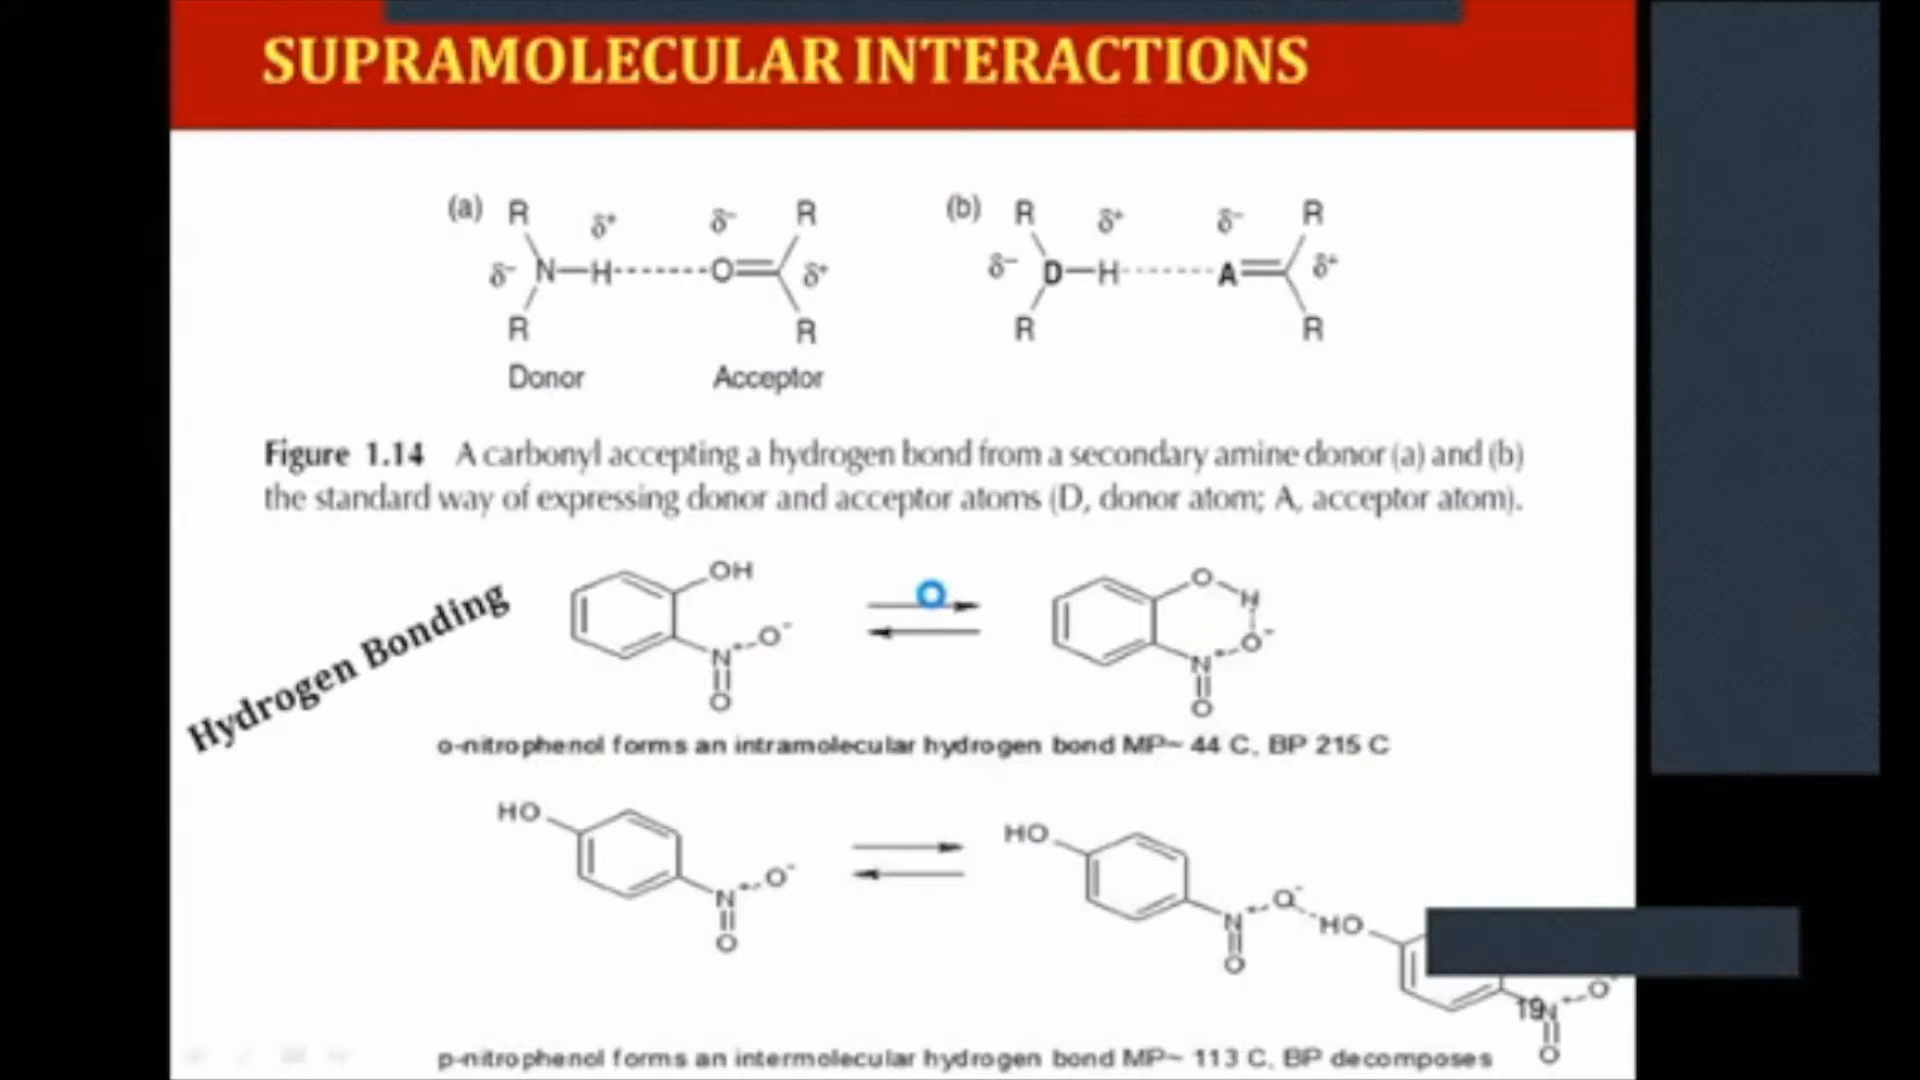 SUPRAMOLECULAR INTERACTIONS
(a) R δ⁺ δ⁻ R
δ⁻ N—H------O= δ⁺
R R
Donor Acceptor
(b) R δ⁺ δ⁻ R
δ⁻ D—H------A= δ⁺
R R
Figure 1.14 A carbonyl accepting a hydrogen bond from a secondary amine donor (a) and (b)
the standard way of expressing donor and acceptor atoms (D, donor atom; A, acceptor atom).
Hydrogen Bonding
OH
N O⁻
O
O H
N O⁻
O
o-nitrophenol forms an intramolecular hydrogen bond MP~ 44 C, BP 215 C
HO
N O⁻
O
HO
N O⁻ HO
O
N O⁻
O
19
p-nitrophenol forms an intermolecular hydrogen bond MP~ 113 C, BP decomposes